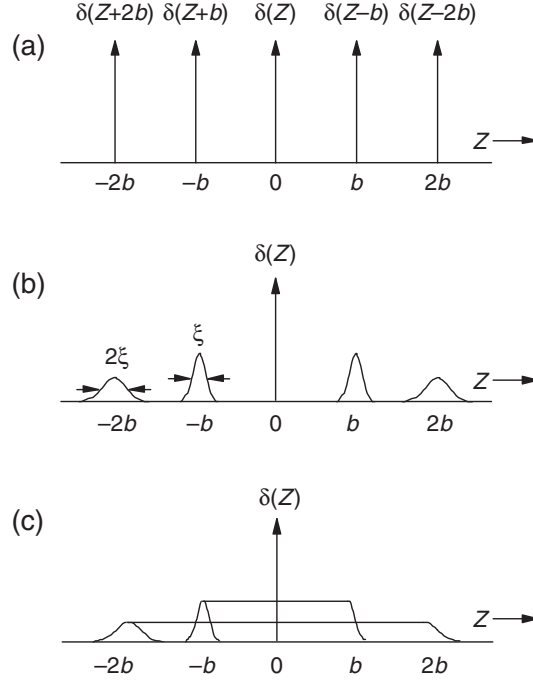 δ(Z+2b) δ(Z+b) δ(Z) δ(Z–b) δ(Z–2b)
(a)
Z
–2b –b 0 b 2b
δ(Z)
(b)
ξ
2ξ
Z
–2b –b 0 b 2b
δ(Z)
(c)
Z
–2b –b 0 b 2b